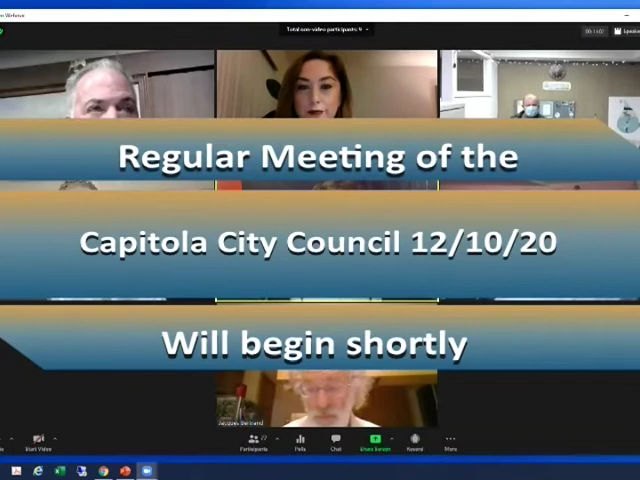 Total non-video participants: 9
Regular Meeting of the
Capitola City Council 12/10/20
Will begin shortly
Jacques Bertrand
Start Video
Participants
Polls
Chat
Share Screen
Record
More